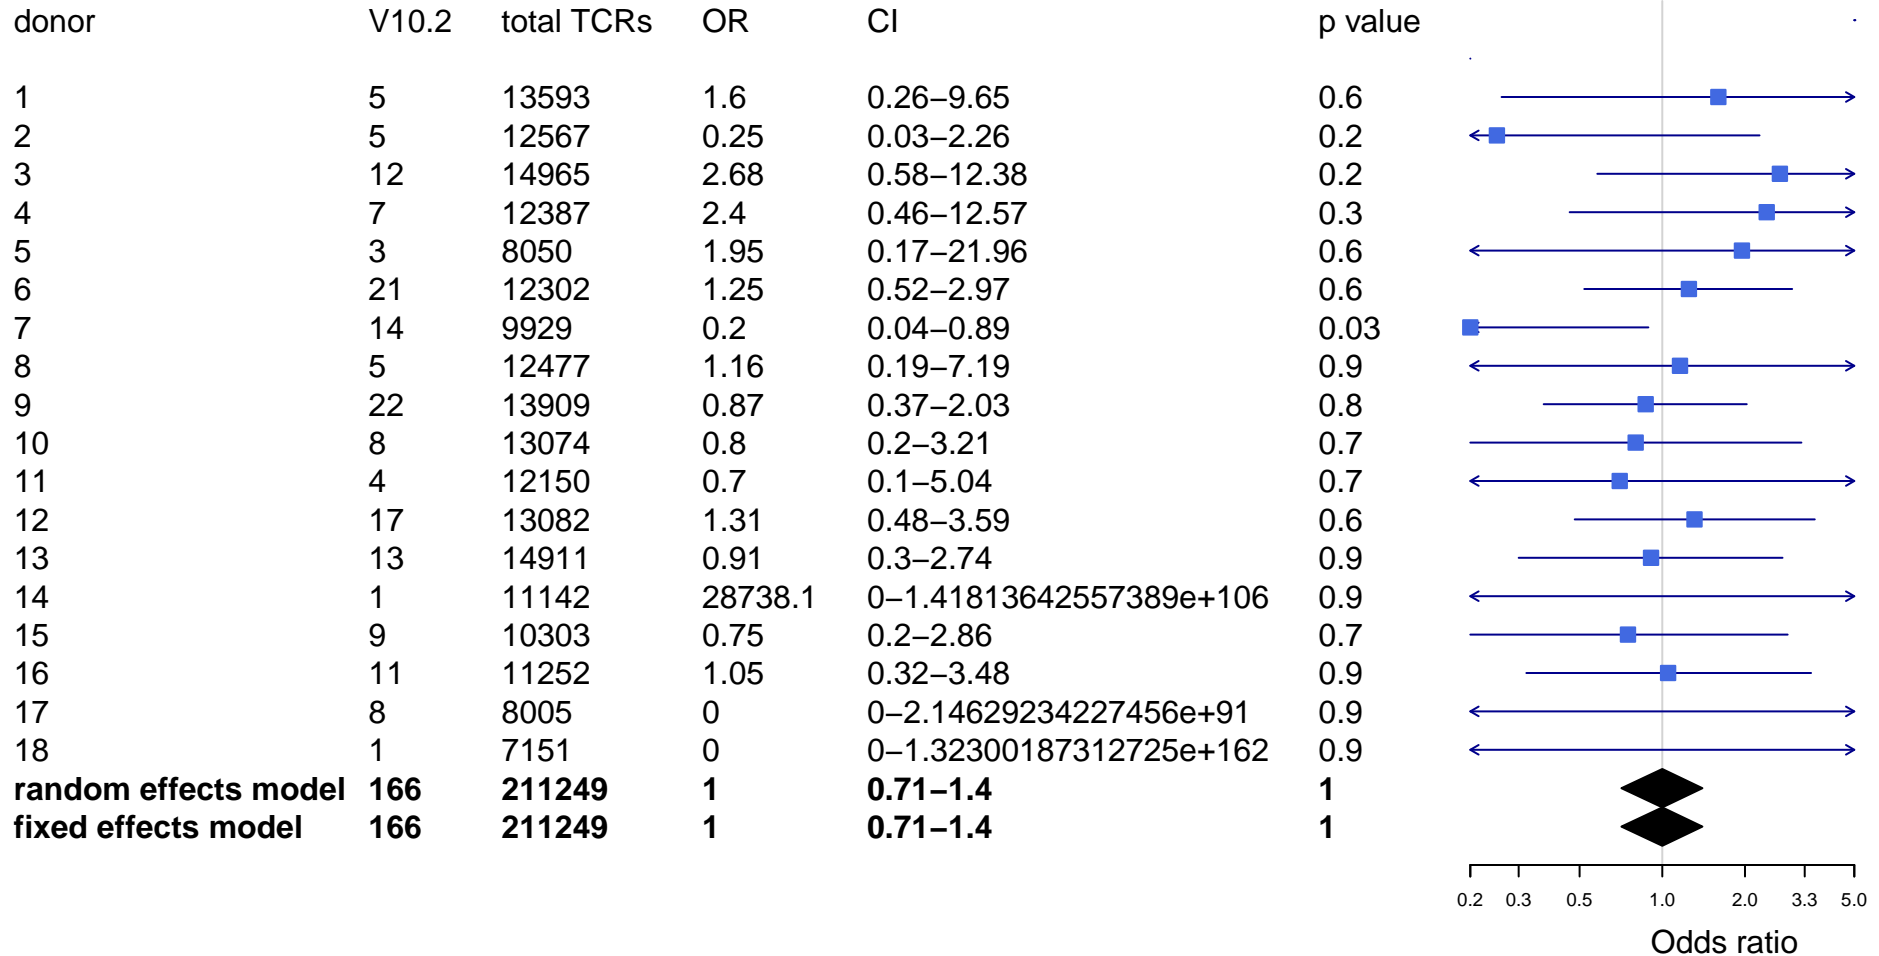 donor V10.2 total TCRs OR CI p value
1 5 13593 1.6 0.26–9.65 0.6
2 5 12567 0.25 0.03–2.26 0.2
3 12 14965 2.68 0.58–12.38 0.2
4 7 12387 2.4 0.46–12.57 0.3
5 3 8050 1.95 0.17–21.96 0.6
6 21 12302 1.25 0.52–2.97 0.6
7 14 9929 0.2 0.04–0.89 0.03
8 5 12477 1.16 0.19–7.19 0.9
9 22 13909 0.87 0.37–2.03 0.8
10 8 13074 0.8 0.2–3.21 0.7
11 4 12150 0.7 0.1–5.04 0.7
12 17 13082 1.31 0.48–3.59 0.6
13 13 14911 0.91 0.3–2.74 0.9
14 1 11142 28738.1 0–1.41813642557389e+106 0.9
15 9 10303 0.75 0.2–2.86 0.7
16 11 11252 1.05 0.32–3.48 0.9
17 8 8005 0 0–2.14629234227456e+91 0.9
18 1 7151 0 0–1.32300187312725e+162 0.9
random effects model 166 211249 1 0.71–1.4 1
fixed effects model 166 211249 1 0.71–1.4 1
0.2 0.3 0.5 1.0 2.0 3.3 5.0
Odds ratio